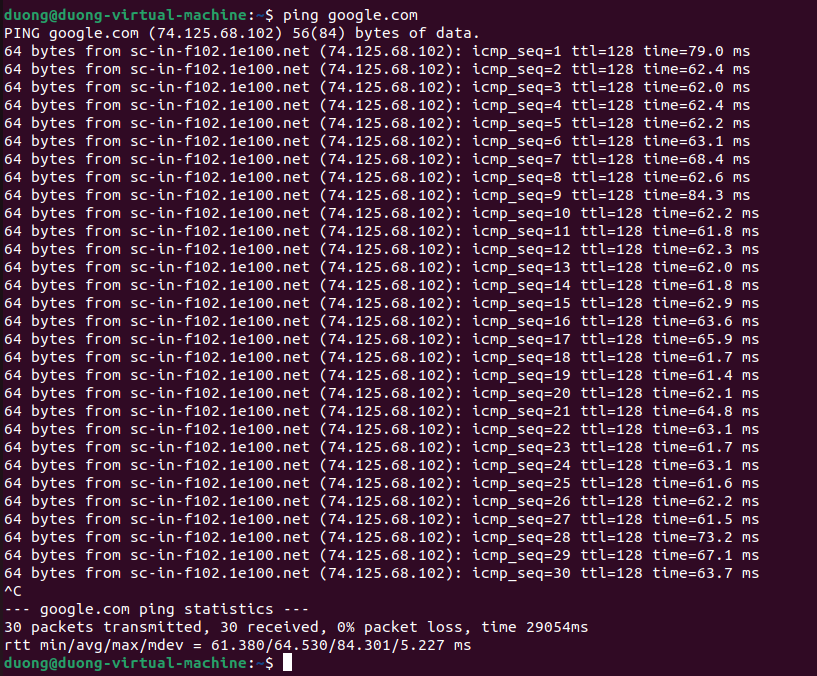 duong@duong-virtual-machine:~$ ping google.com
PING google.com (74.125.68.102) 56(84) bytes of data.
64 bytes from sc-in-f102.1e100.net (74.125.68.102): icmp_seq=1 ttl=128 time=79.0 ms
64 bytes from sc-in-f102.1e100.net (74.125.68.102): icmp_seq=2 ttl=128 time=62.4 ms
64 bytes from sc-in-f102.1e100.net (74.125.68.102): icmp_seq=3 ttl=128 time=62.0 ms
64 bytes from sc-in-f102.1e100.net (74.125.68.102): icmp_seq=4 ttl=128 time=62.4 ms
64 bytes from sc-in-f102.1e100.net (74.125.68.102): icmp_seq=5 ttl=128 time=62.2 ms
64 bytes from sc-in-f102.1e100.net (74.125.68.102): icmp_seq=6 ttl=128 time=63.1 ms
64 bytes from sc-in-f102.1e100.net (74.125.68.102): icmp_seq=7 ttl=128 time=68.4 ms
64 bytes from sc-in-f102.1e100.net (74.125.68.102): icmp_seq=8 ttl=128 time=62.6 ms
64 bytes from sc-in-f102.1e100.net (74.125.68.102): icmp_seq=9 ttl=128 time=84.3 ms
64 bytes from sc-in-f102.1e100.net (74.125.68.102): icmp_seq=10 ttl=128 time=62.2 ms
64 bytes from sc-in-f102.1e100.net (74.125.68.102): icmp_seq=11 ttl=128 time=61.8 ms
64 bytes from sc-in-f102.1e100.net (74.125.68.102): icmp_seq=12 ttl=128 time=62.3 ms
64 bytes from sc-in-f102.1e100.net (74.125.68.102): icmp_seq=13 ttl=128 time=62.0 ms
64 bytes from sc-in-f102.1e100.net (74.125.68.102): icmp_seq=14 ttl=128 time=61.8 ms
64 bytes from sc-in-f102.1e100.net (74.125.68.102): icmp_seq=15 ttl=128 time=62.9 ms
64 bytes from sc-in-f102.1e100.net (74.125.68.102): icmp_seq=16 ttl=128 time=63.6 ms
64 bytes from sc-in-f102.1e100.net (74.125.68.102): icmp_seq=17 ttl=128 time=65.9 ms
64 bytes from sc-in-f102.1e100.net (74.125.68.102): icmp_seq=18 ttl=128 time=61.7 ms
64 bytes from sc-in-f102.1e100.net (74.125.68.102): icmp_seq=19 ttl=128 time=61.4 ms
64 bytes from sc-in-f102.1e100.net (74.125.68.102): icmp_seq=20 ttl=128 time=62.1 ms
64 bytes from sc-in-f102.1e100.net (74.125.68.102): icmp_seq=21 ttl=128 time=64.8 ms
64 bytes from sc-in-f102.1e100.net (74.125.68.102): icmp_seq=22 ttl=128 time=63.1 ms
64 bytes from sc-in-f102.1e100.net (74.125.68.102): icmp_seq=23 ttl=128 time=61.7 ms
64 bytes from sc-in-f102.1e100.net (74.125.68.102): icmp_seq=24 ttl=128 time=63.1 ms
64 bytes from sc-in-f102.1e100.net (74.125.68.102): icmp_seq=25 ttl=128 time=61.6 ms
64 bytes from sc-in-f102.1e100.net (74.125.68.102): icmp_seq=26 ttl=128 time=62.2 ms
64 bytes from sc-in-f102.1e100.net (74.125.68.102): icmp_seq=27 ttl=128 time=61.5 ms
64 bytes from sc-in-f102.1e100.net (74.125.68.102): icmp_seq=28 ttl=128 time=73.2 ms
64 bytes from sc-in-f102.1e100.net (74.125.68.102): icmp_seq=29 ttl=128 time=67.1 ms
64 bytes from sc-in-f102.1e100.net (74.125.68.102): icmp_seq=30 ttl=128 time=63.7 ms
^C
--- google.com ping statistics ---
30 packets transmitted, 30 received, 0% packet loss, time 29054ms
rtt min/avg/max/mdev = 61.380/64.530/84.301/5.227 ms
duong@duong-virtual-machine:~$